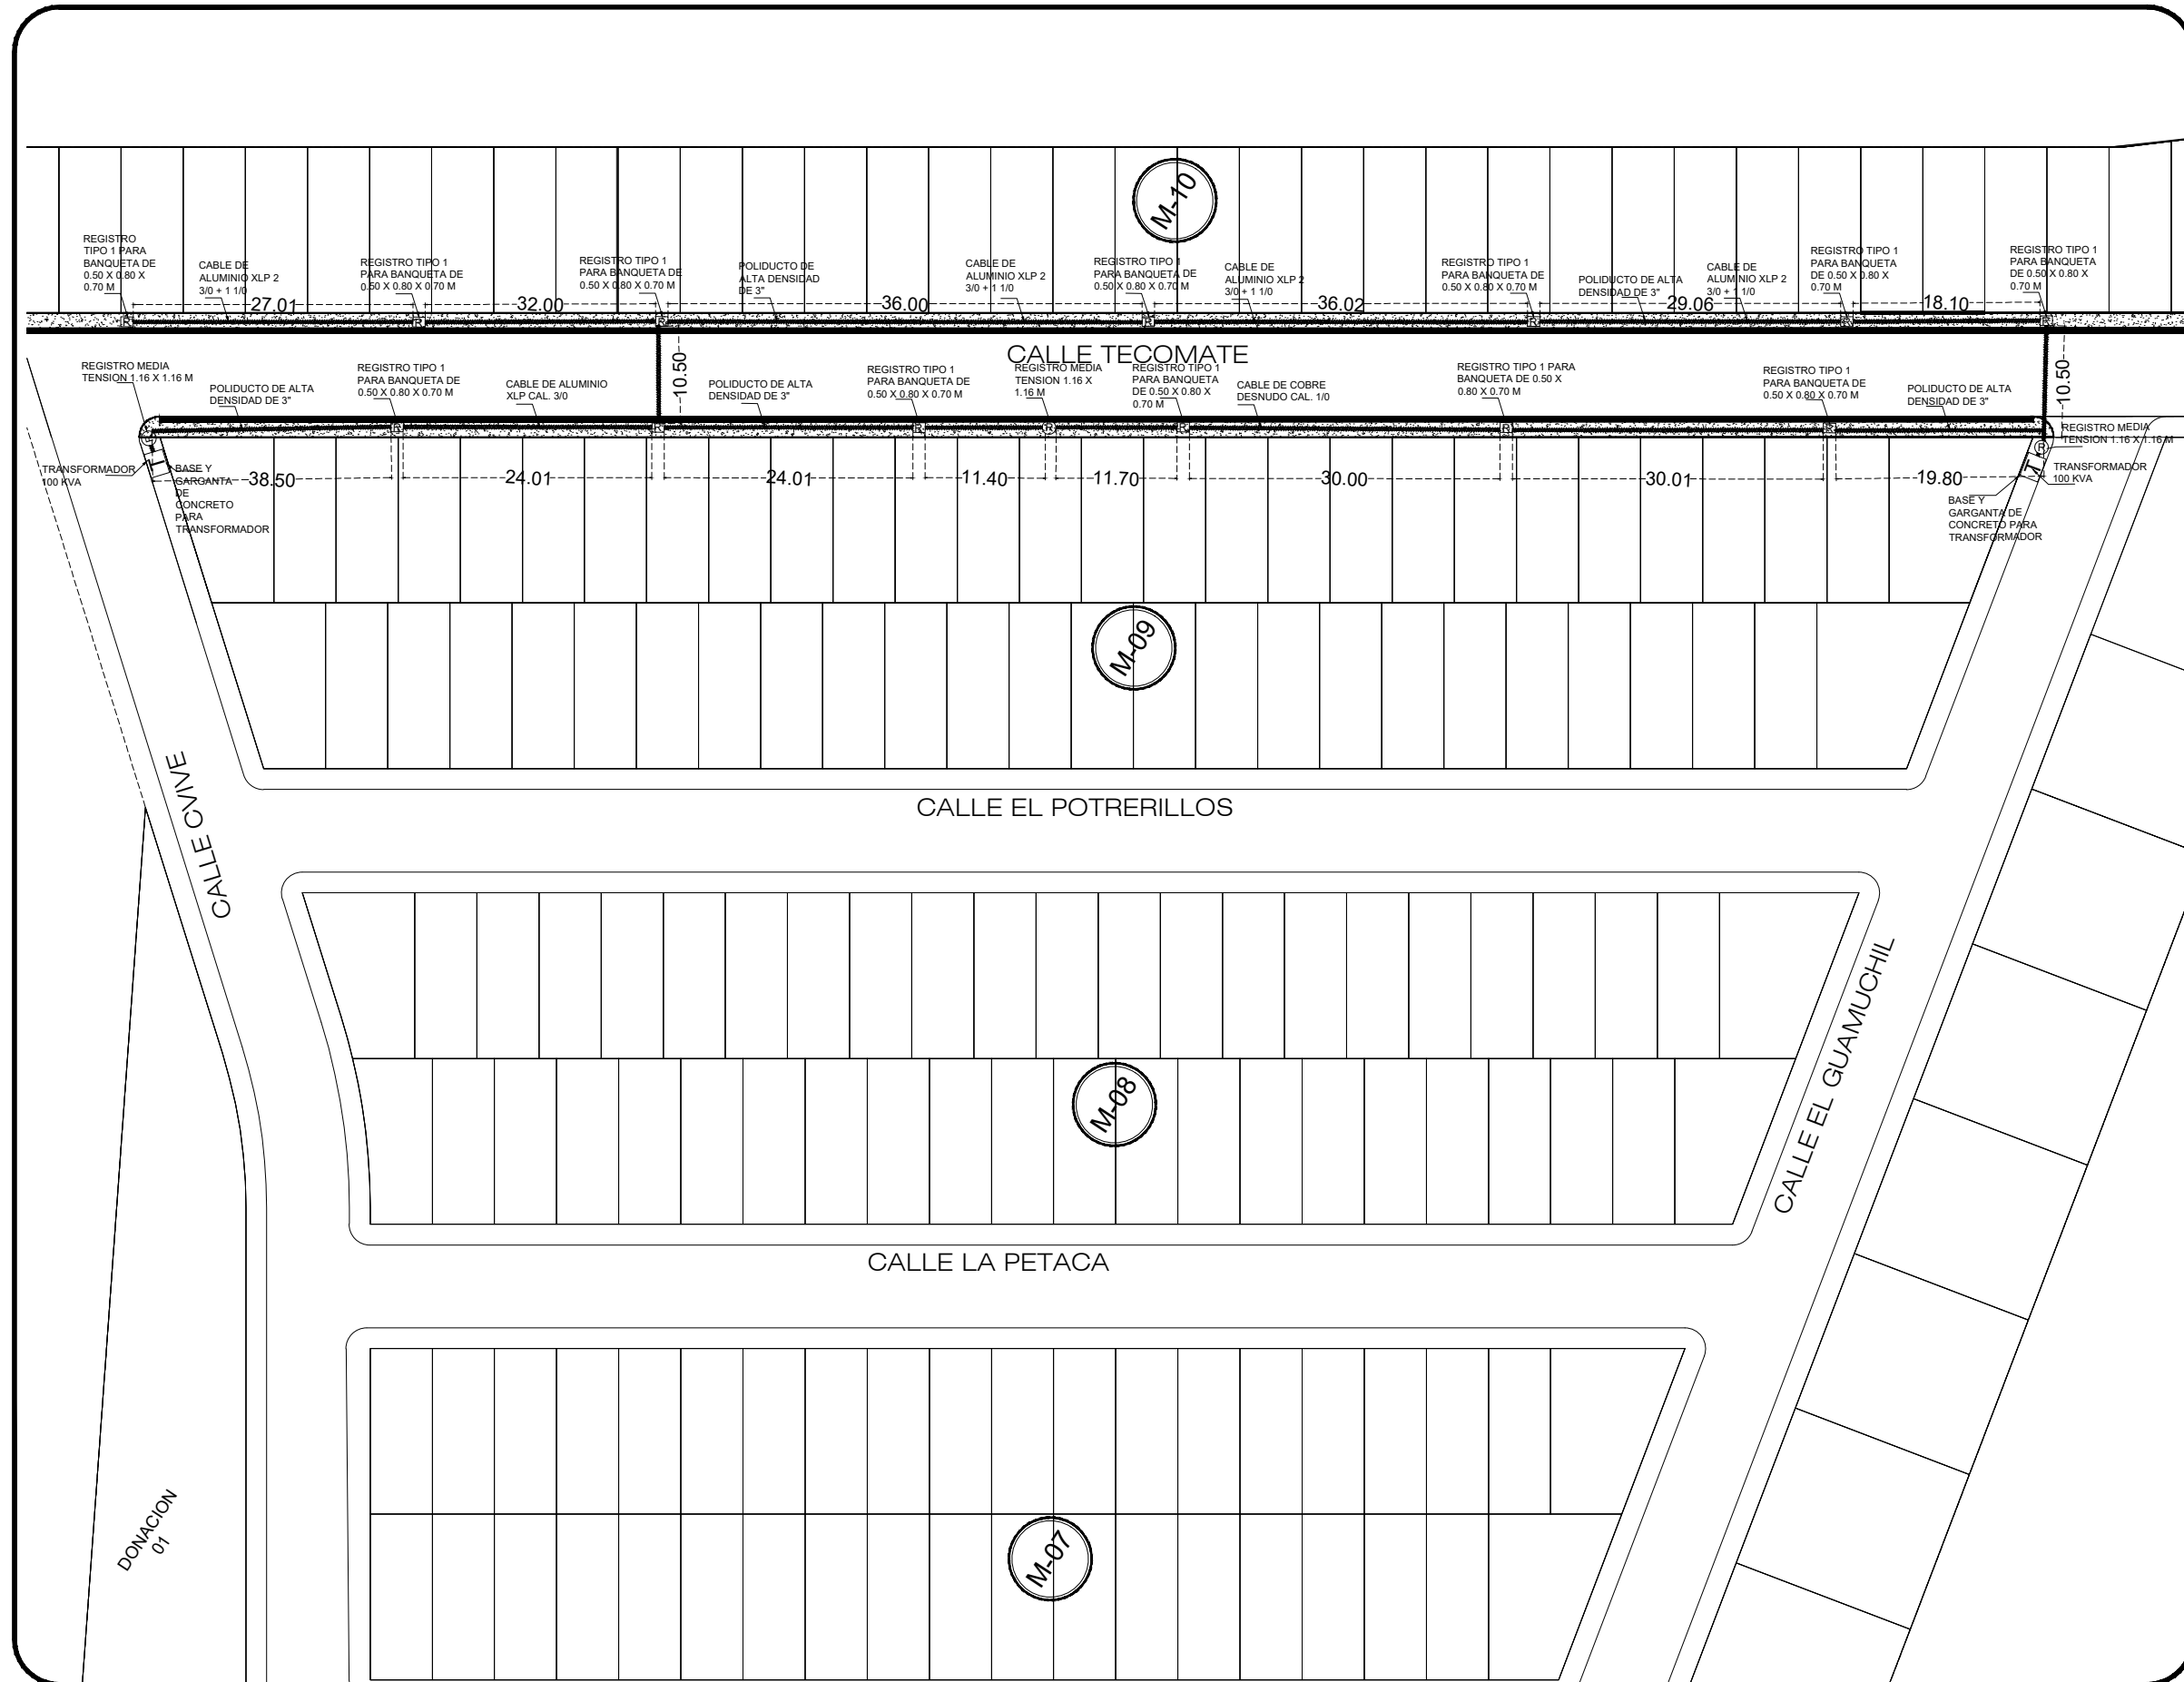 M-10
REGISTRO
TIPO 1 PARA
BANQUETA DE
0.50 X 0.80 X
0.70 M
CABLE DE
ALUMINIO XLP 2
3/0 + 1 1/0
REGISTRO TIPO 1
PARA BANQUETA DE
0.50 X 0.80 X 0.70 M
REGISTRO TIPO 1
PARA BANQUETA DE
0.50 X 0.80 X 0.70 M
POLIDUCTO DE
ALTA DENSIDAD
DE 3"
CABLE DE
ALUMINIO XLP 2
3/0 + 1 1/0
REGISTRO TIPO 1
PARA BANQUETA DE
0.50 X 0.80 X 0.70 M
CABLE DE
ALUMINIO XLP 2
3/0 + 1 1/0
REGISTRO TIPO 1
PARA BANQUETA DE
0.50 X 0.80 X 0.70 M
POLIDUCTO DE ALTA
DENSIDAD DE 3"
CABLE DE
ALUMINIO XLP 2
3/0 + 1 1/0
REGISTRO TIPO 1
PARA BANQUETA
DE 0.50 X 0.80 X
0.70 M
REGISTRO TIPO 1
PARA BANQUETA
DE 0.50 X 0.80 X
0.70 M
27.01
32.00
36.00
36.02
29.06
18.10
R
R
R
R
R
R
R
CALLE TECOMATE
10.50
10.50
REGISTRO MEDIA
TENSION 1.16 X 1.16 M
POLIDUCTO DE ALTA
DENSIDAD DE 3"
REGISTRO TIPO 1
PARA BANQUETA DE
0.50 X 0.80 X 0.70 M
CABLE DE ALUMINIO
XLP CAL. 3/0
POLIDUCTO DE ALTA
DENSIDAD DE 3"
REGISTRO TIPO 1
PARA BANQUETA DE
0.50 X 0.80 X 0.70 M
REGISTRO MEDIA
TENSION 1.16 X
1.16 M
REGISTRO TIPO 1
PARA BANQUETA
DE 0.50 X 0.80 X
0.70 M
CABLE DE COBRE
DESNUDO CAL. 1/0
REGISTRO TIPO 1 PARA
BANQUETA DE 0.50 X
0.80 X 0.70 M
REGISTRO TIPO 1
PARA BANQUETA DE
0.50 X 0.80 X 0.70 M
POLIDUCTO DE ALTA
DENSIDAD DE 3"
REGISTRO MEDIA
TENSION 1.16 X 1.16 M
R
R
R
R
R
R
R
R
R
T
T
TRANSFORMADOR
100 KVA
BASE Y
GARGANTA
DE
CONCRETO
PARA
TRANSFORMADOR
38.50
24.01
24.01
11.40
11.70
30.00
30.01
19.80
TRANSFORMADOR
100 KVA
BASE Y
GARGANTA DE
CONCRETO PARA
TRANSFORMADOR
M-09
CALLE CVIVE
CALLE EL POTRERILLOS
CALLE EL GUAMUCHIL
M-08
CALLE LA PETACA
M-07
DONACION
01